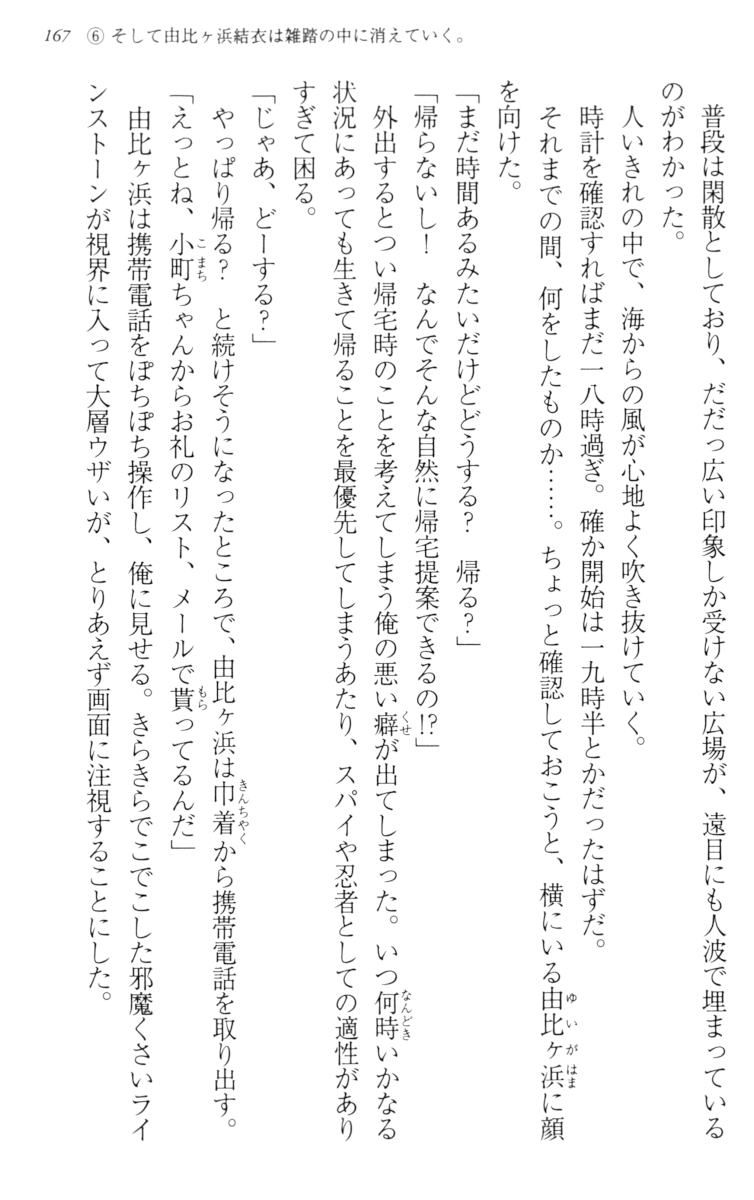 167 ⑥ そして由比ヶ浜結衣は雑踏の中に消えていく。
普段は閑散としており、だだっ広い印象しか受けない広場が、遠目にも人波で埋まっている
のがわかった。
人いきれの中で、海からの風が心地よく吹き抜けていく。
時計を確認すればまだ一八時過ぎ。確か開始は一九時半とかだったはずだ。
それまでの間、何をしたものか……。ちょっと確認しておこうと、横にいる由比ヶ浜に顔
を向けた。
「まだ時間あるみたいだけどどうする? 帰る?」
「帰らないし! なんでそんな自然に帰宅提案できるの!?」
外出するとつい帰宅時のことを考えてしまう俺の悪い癖が出てしまった。いつ何時いかなる
状況にあっても生きて帰ることを最優先してしまうあたり、スパイや忍者としての適性があり
すぎて困る。
「じゃあ、どーする?」
やっぱり帰る? と続けそうになったところで、由比ヶ浜は巾着から携帯電話を取り出す。
「えっとね、小町ちゃんからお礼のリスト、メールで貰ってるんだ」
由比ヶ浜は携帯電話をぽちぽち操作し、俺に見せる。きらきらでこでこした邪魔くさいライ
ンストーンが視界に入って大層ウザいが、とりあえず画面に注視することにした。